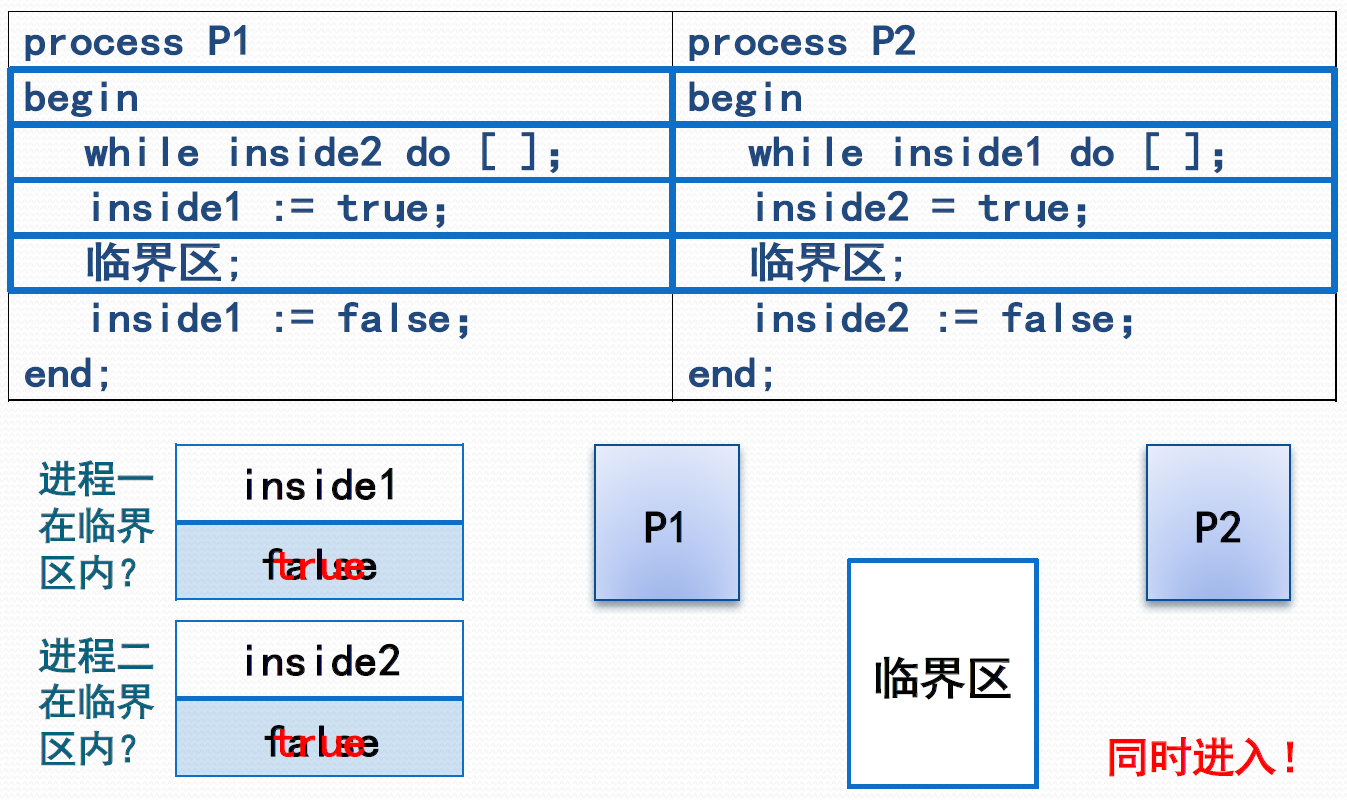 process P1
begin
while inside2 do [ ];
inside1 := true;
临界区;
inside1 := false;
end;
process P2
begin
while inside1 do [ ];
inside2 = true;
临界区;
inside2 := false;
end;
进程一
在临界
区内?
inside1
false
true
进程二
在临界
区内?
inside2
false
true
P1
P2
临界区
同时进入!